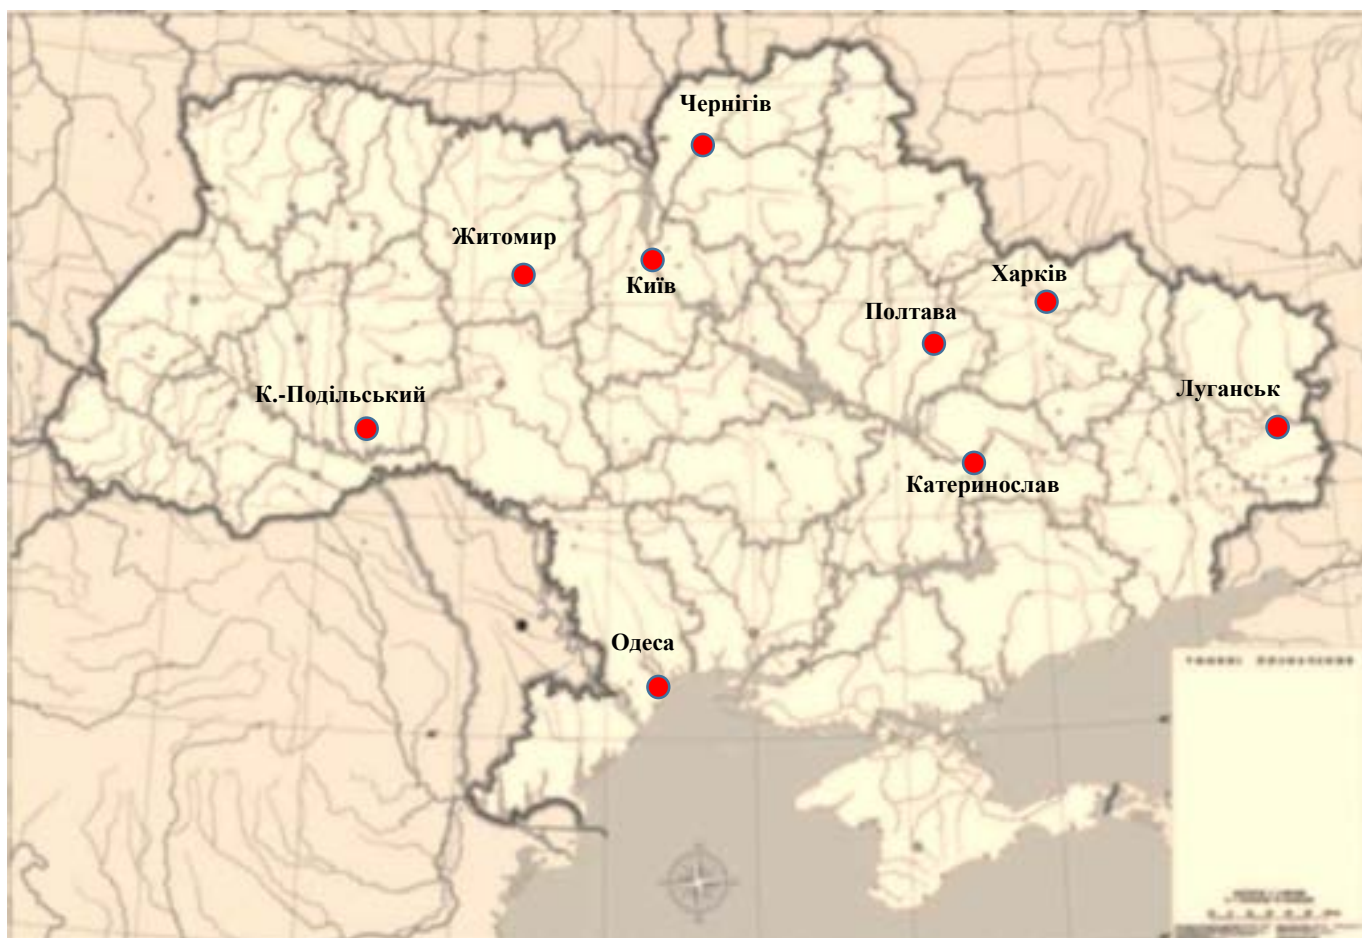 Чернігів
Житомир
Київ
Харків
Полтава
К.-Подільський
Луганськ
Катеринослав
Одеса